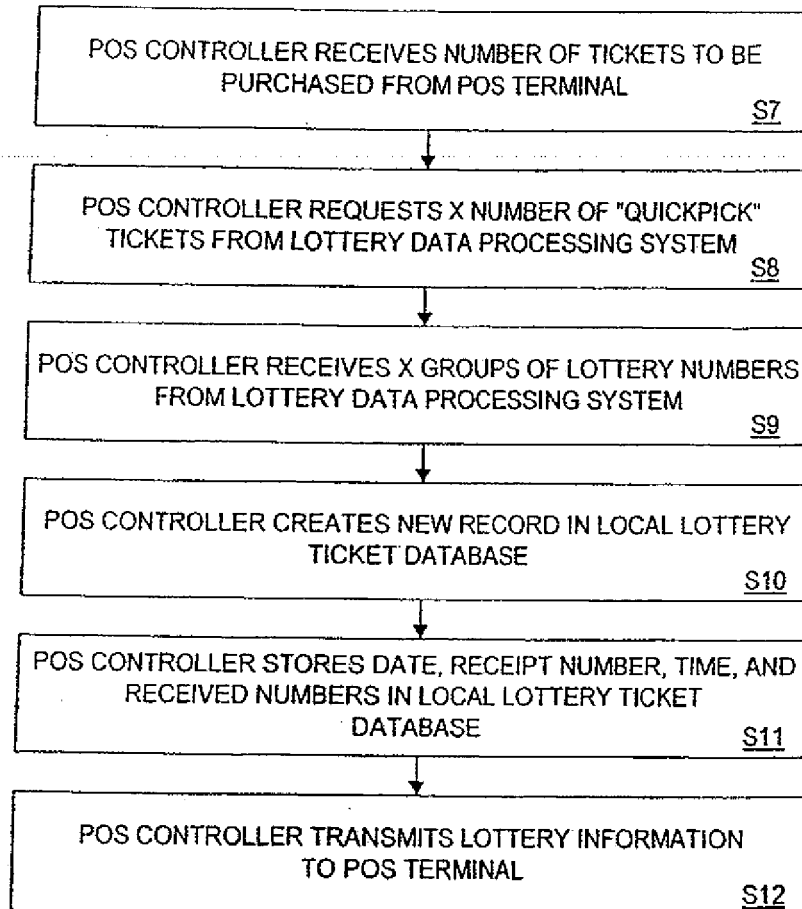 POS CONTROLLER RECEIVES NUMBER OF TICKETS TO BE
PURCHASED FROM POS TERMINAL
S7
POS CONTROLLER REQUESTS X NUMBER OF "QUICKPICK"
TICKETS FROM LOTTERY DATA PROCESSING SYSTEM
S8
POS CONTROLLER RECEIVES X GROUPS OF LOTTERY NUMBERS
FROM LOTTERY DATA PROCESSING SYSTEM
S9
POS CONTROLLER CREATES NEW RECORD IN LOCAL LOTTERY
TICKET DATABASE
S10
POS CONTROLLER STORES DATE, RECEIPT NUMBER, TIME, AND
RECEIVED NUMBERS IN LOCAL LOTTERY TICKET
DATABASE
S11
POS CONTROLLER TRANSMITS LOTTERY INFORMATION
TO POS TERMINAL
S12